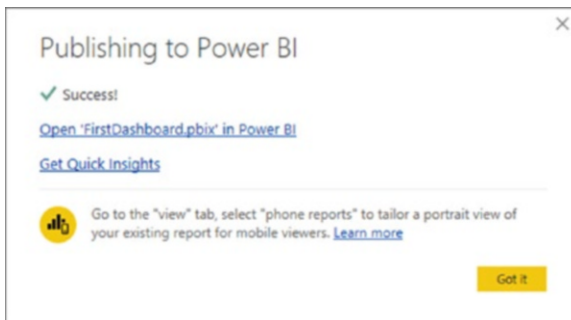 Publishing to Power BI
Success!
Open 'FirstDashboard.pbix' in Power BI
Get Quick Insights
Go to the "view" tab, select "phone reports" to tailor a portrait view of
your existing report for mobile viewers. Learn more
Got it